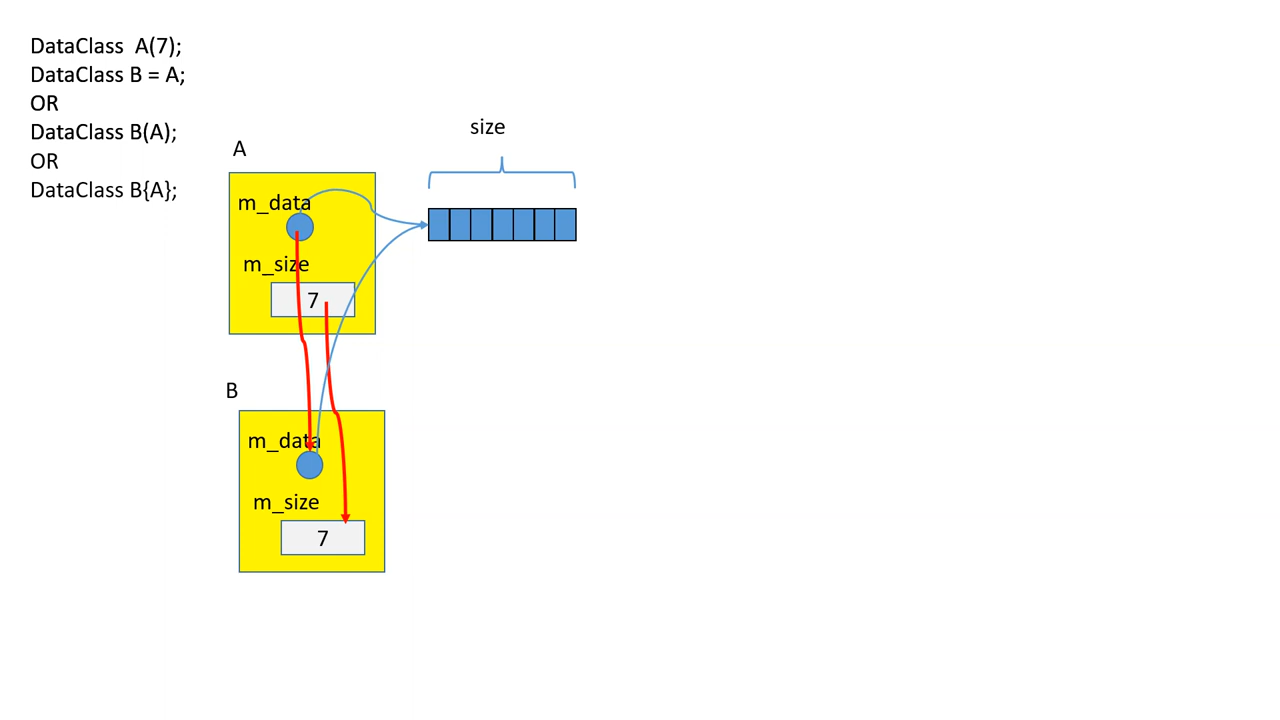 DataClass  A(7);
DataClass B = A;
OR
DataClass B(A);
OR
DataClass B{A};
size
A
m_data
m_size
7
B
m_data
m_size
7